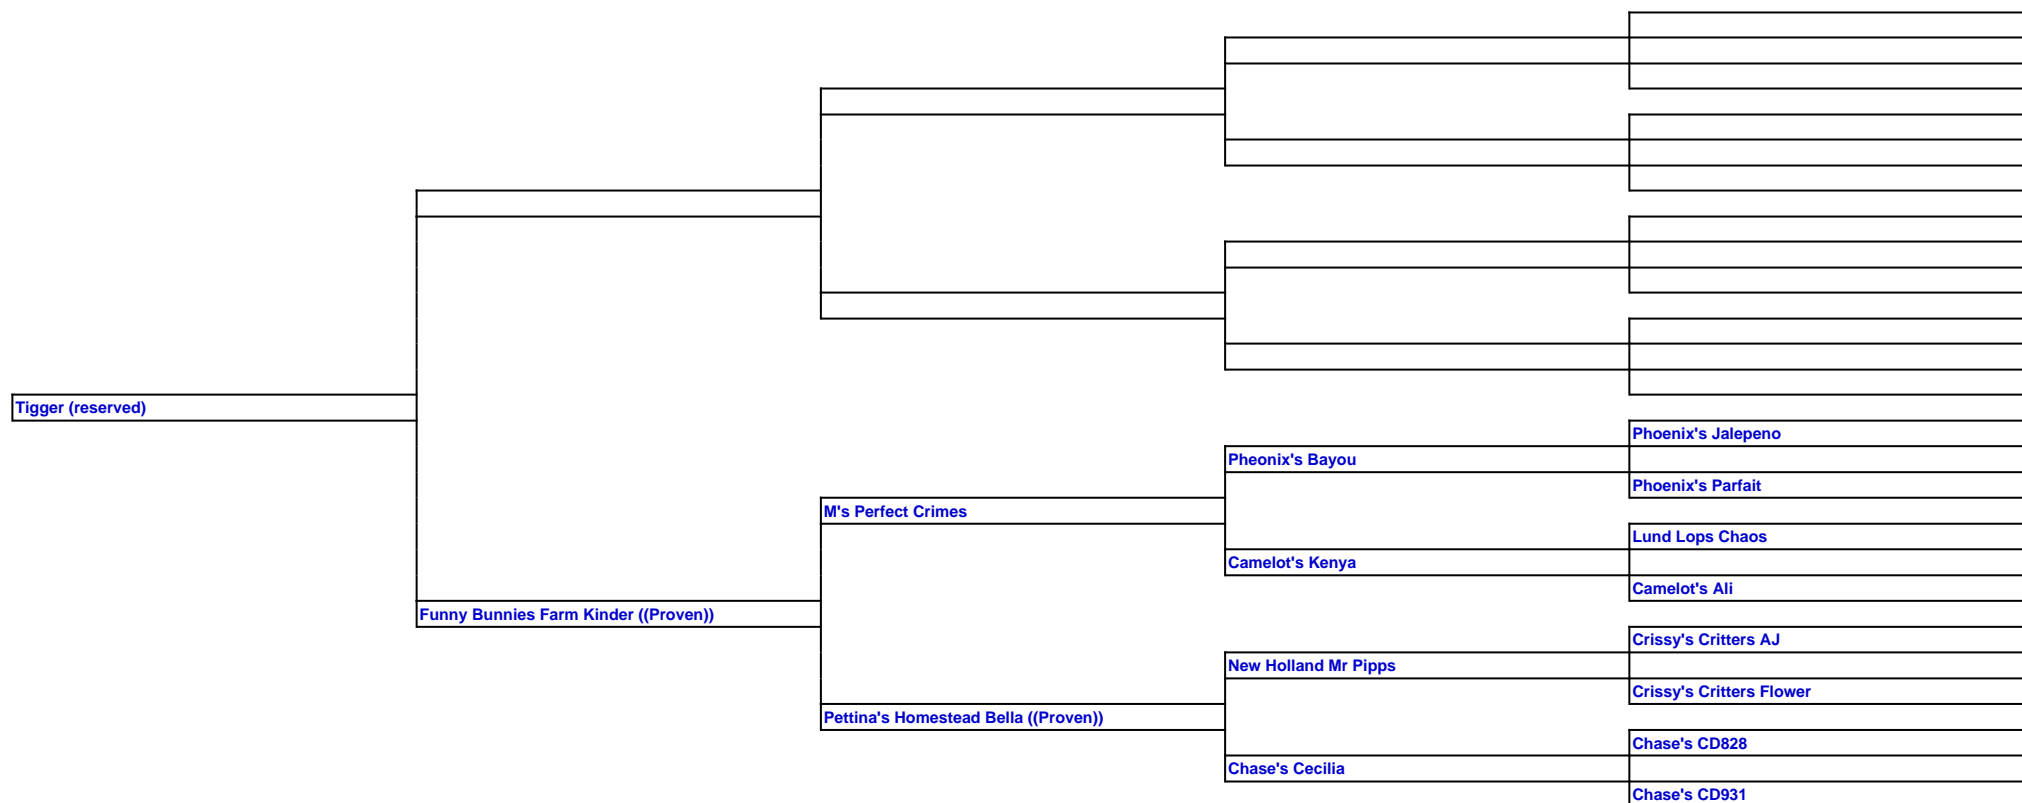 Tigger (reserved)
Phoenix's Jalepeno
Pheonix's Bayou
Phoenix's Parfait
M's Perfect Crimes
Lund Lops Chaos
Camelot's Kenya
Camelot's Ali
Funny Bunnies Farm Kinder ((Proven))
Crissy's Critters AJ
New Holland Mr Pipps
Crissy's Critters Flower
Pettina's Homestead Bella ((Proven))
Chase's CD828
Chase's Cecilia
Chase's CD931